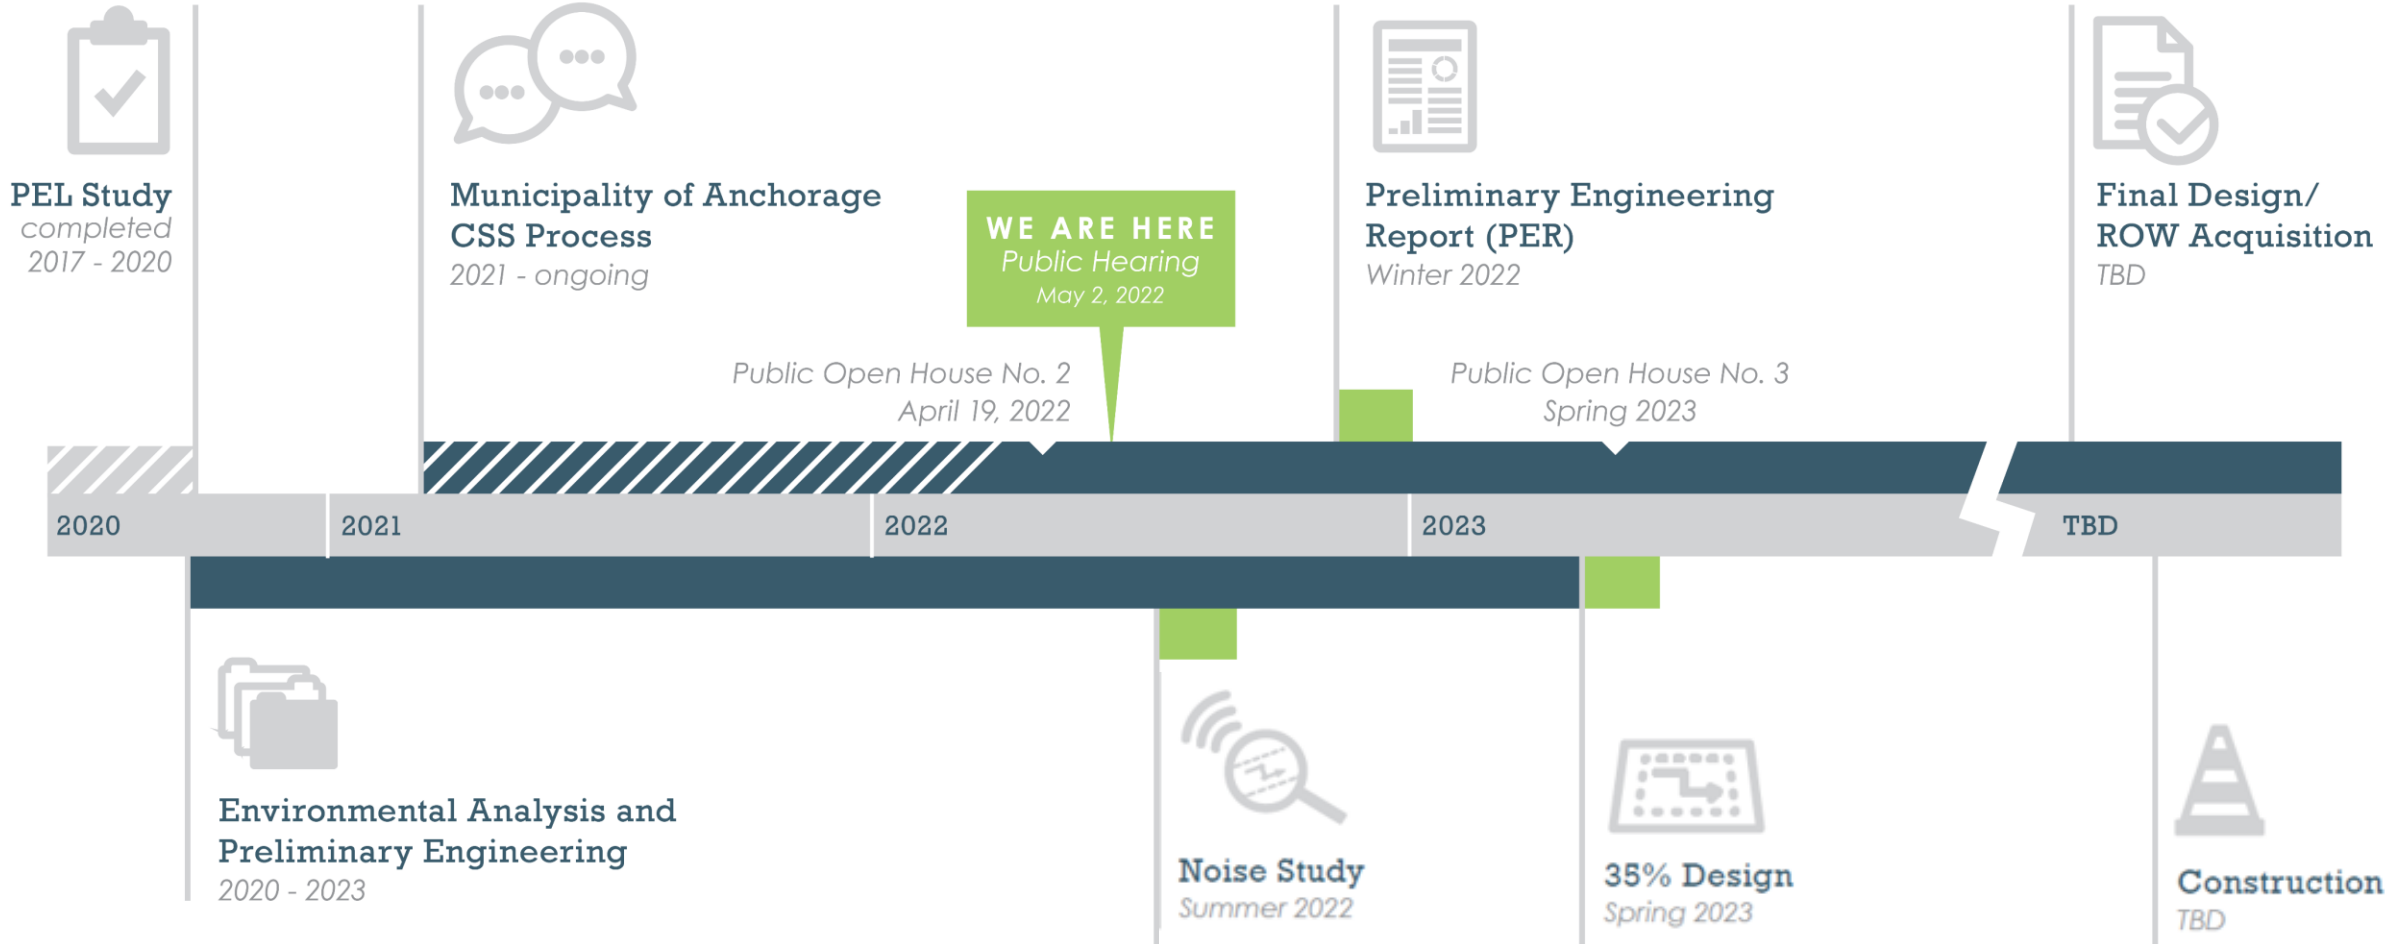 PEL Study
completed
2017 - 2020
Municipality of Anchorage
CSS Process
2021 - ongoing
WE ARE HERE
Public Hearing
May 2, 2022
Preliminary Engineering
Report (PER)
Winter 2022
Final Design/
ROW Acquisition
TBD
Public Open House No. 2
April 19, 2022
Public Open House No. 3
Spring 2023
2020
2021
2022
2023
TBD
Environmental Analysis and
Preliminary Engineering
2020 - 2023
Noise Study
Summer 2022
35% Design
Spring 2023
Construction
TBD